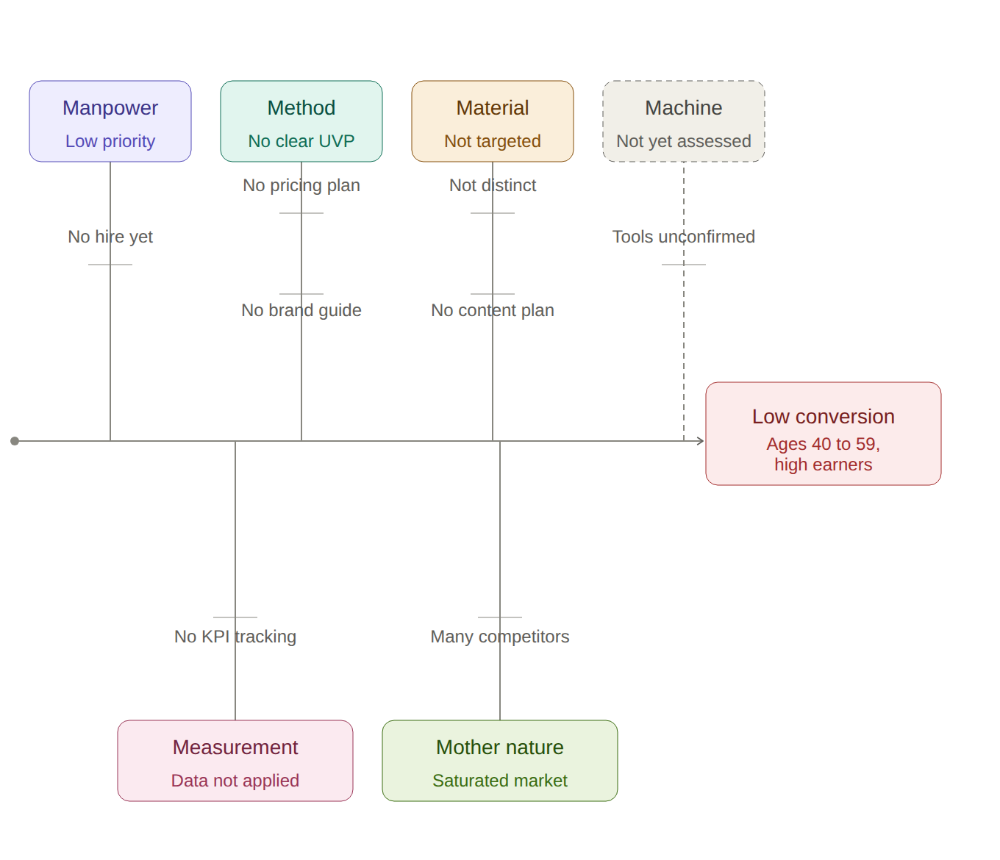 Manpower
Low priority
Method
No clear UVP
Material
Not targeted
Machine
Not yet assessed
No pricing plan
Not distinct
No hire yet
Tools unconfirmed
No brand guide
No content plan
Low conversion
Ages 40 to 59,
high earners
No KPI tracking
Many competitors
Measurement
Data not applied
Mother nature
Saturated market